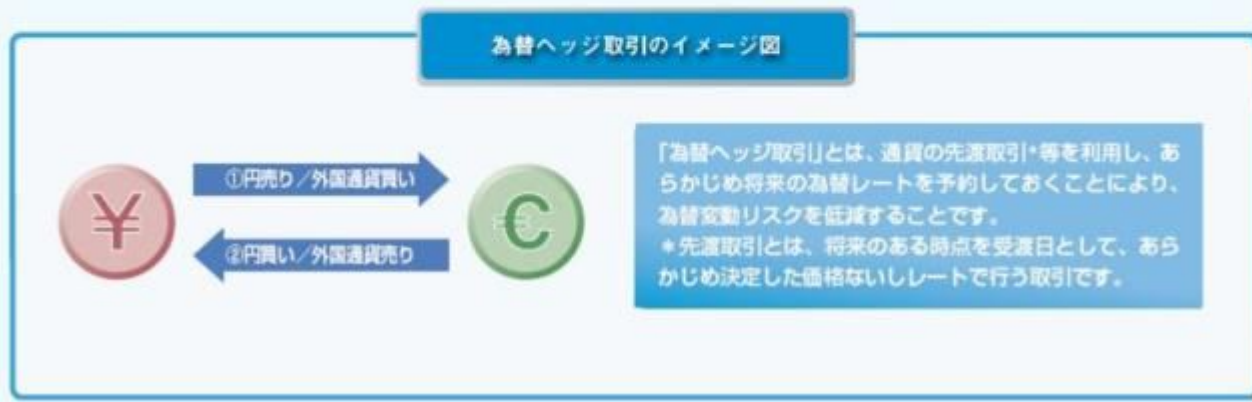 為替ヘッジ取引のイメージ図
①円売り/外国通貨買い
②円買い/外国通貨売り
¥
€
「為替ヘッジ取引」とは、通貨の先渡取引*等を利用し、あ
らかじめ将来の為替レートを予約しておくことにより、
為替変動リスクを低減することです。
*先渡取引とは、将来のある時点を受渡日として、あら
かじめ決定した価格ないしレートで行う取引です。